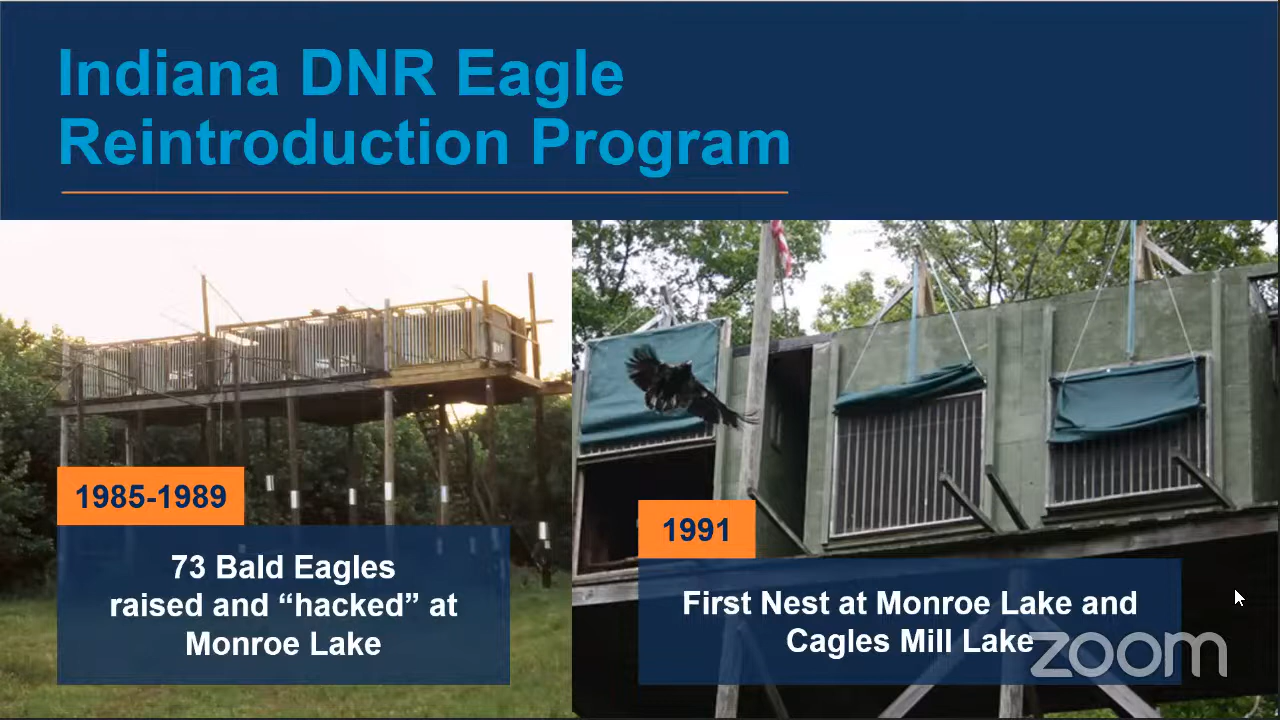 Indiana DNR Eagle
Reintroduction Program
1985-1989
73 Bald Eagles
raised and “hacked” at
Monroe Lake
1991
First Nest at Monroe Lake and
Cagles Mill Lake
zoom